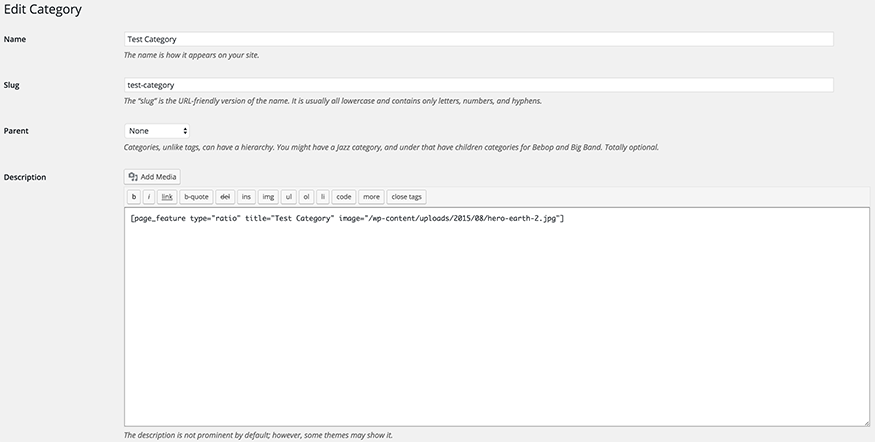 Edit Category
Name
Test Category
The name is how it appears on your site.
Slug
test-category
The “slug” is the URL-friendly version of the name. It is usually all lowercase and contains only letters, numbers, and hyphens.
Parent
None
Categories, unlike tags, can have a hierarchy. You might have a Jazz category, and under that have children categories for Bebop and Big Band. Totally optional.
Description
Add Media
b i link b-quote del ins img ul ol li code more close tags
[page_feature type="ratio" title="Test Category" image="/wp-content/uploads/2015/08/hero-earth-2.jpg"]
The description is not prominent by default; however, some themes may show it.